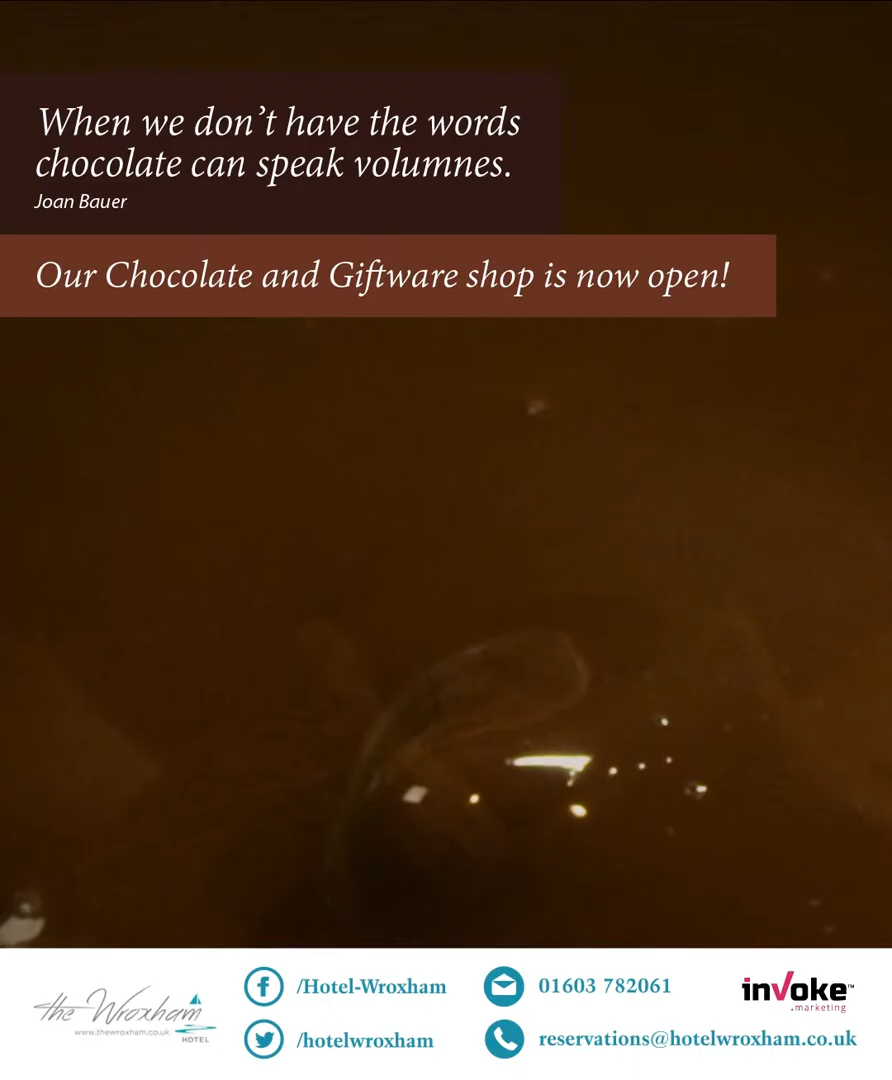 When we don’t have the words
chocolate can speak volumnes.
Joan Bauer
Our Chocolate and Giftware shop is now open!
the Wroxham
www.thewroxham.co.uk
HOTEL
/Hotel-Wroxham
/hotelwroxham
01603 782061
reservations@hotelwroxham.co.uk
invoke™
.marketing